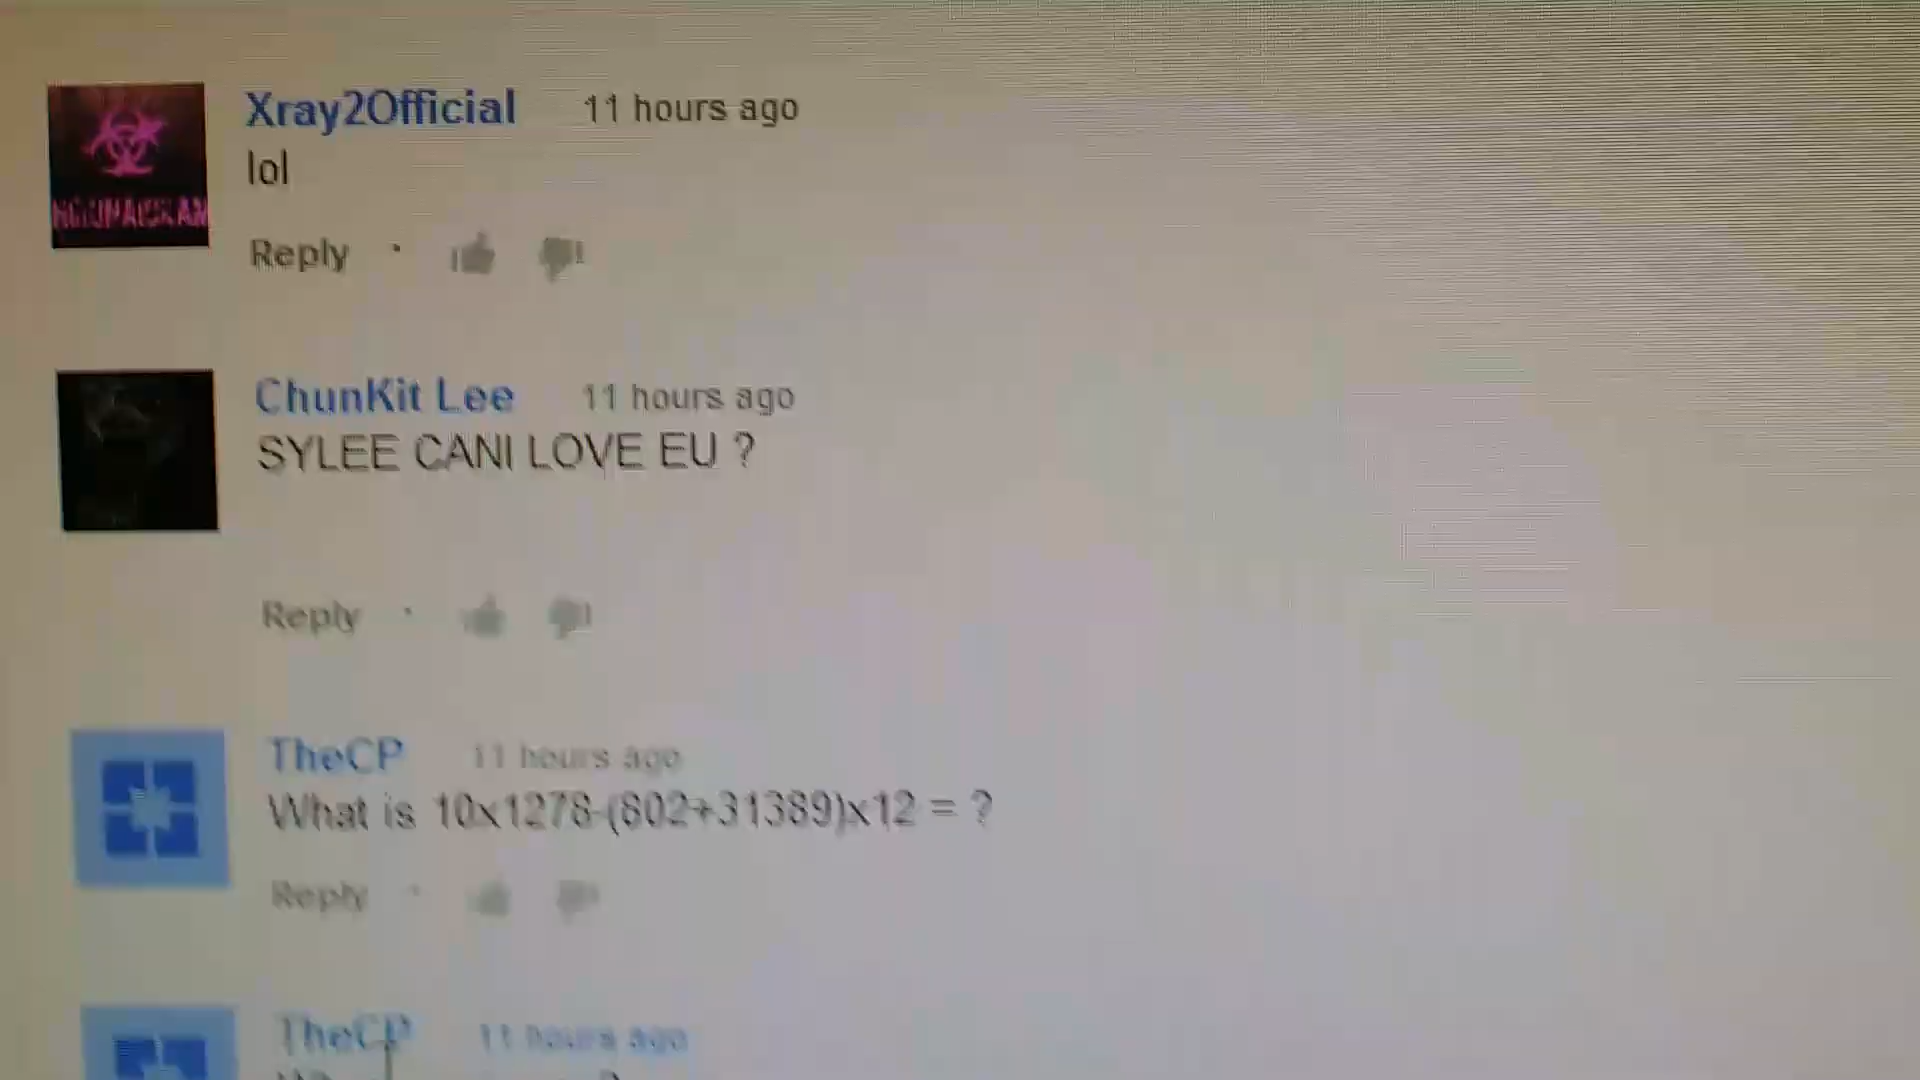 Xray2Official 11 hours ago
lol
Reply
ChunKit Lee 11 hours ago
SYLEE CANI LOVE EU ?
Reply
TheCP 11 hours ago
What is 10x1278-(602+31389)x12 = ?
Reply
TheCP 11 hours ago